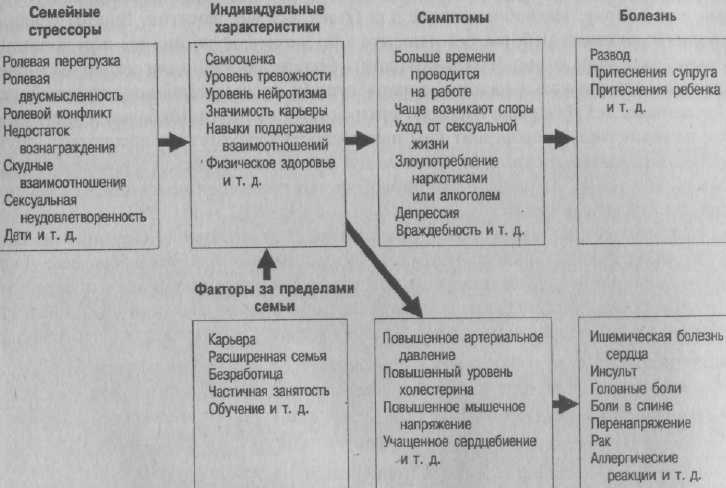 Семейные
стрессоры
Ролевая перегрузка
Ролевая
двусмысленность
Ролевой конфликт
Недостаток
вознаграждения
Скудные
взаимоотношения
Сексуальная
неудовлетворенность
Дети и т. д.
Индивидуальные
характеристики
Самооценка
Уровень тревожности
Уровень нейротизма
Значимость карьеры
Навыки поддержания
взаимоотношений
Физическое здоровье
и т. д.
Симптомы
Больше времени
проводится
на работе
Чаще возникают споры
Уход от сексуальной
жизни
Злоупотребление
наркотиками
или алкоголем
Депрессия
Враждебность и т. д.
Болезнь
Развод
Притеснения супруга
Притеснения ребенка
и т. д.
Факторы за пределами
семьи
Карьера
Расширенная семья
Безработица
Частичная занятость
Обучение и т. д.
Повышенное артериальное
давление
Повышенный уровень
холестерина
Повышенное мышечное
напряжение
Учащенное сердцебиение
и т. д.
Ишемическая болезнь
сердца
Инсульт
Головные боли
Боли в спине
Перенапряжение
Рак
Аллергические
реакции и т. д.